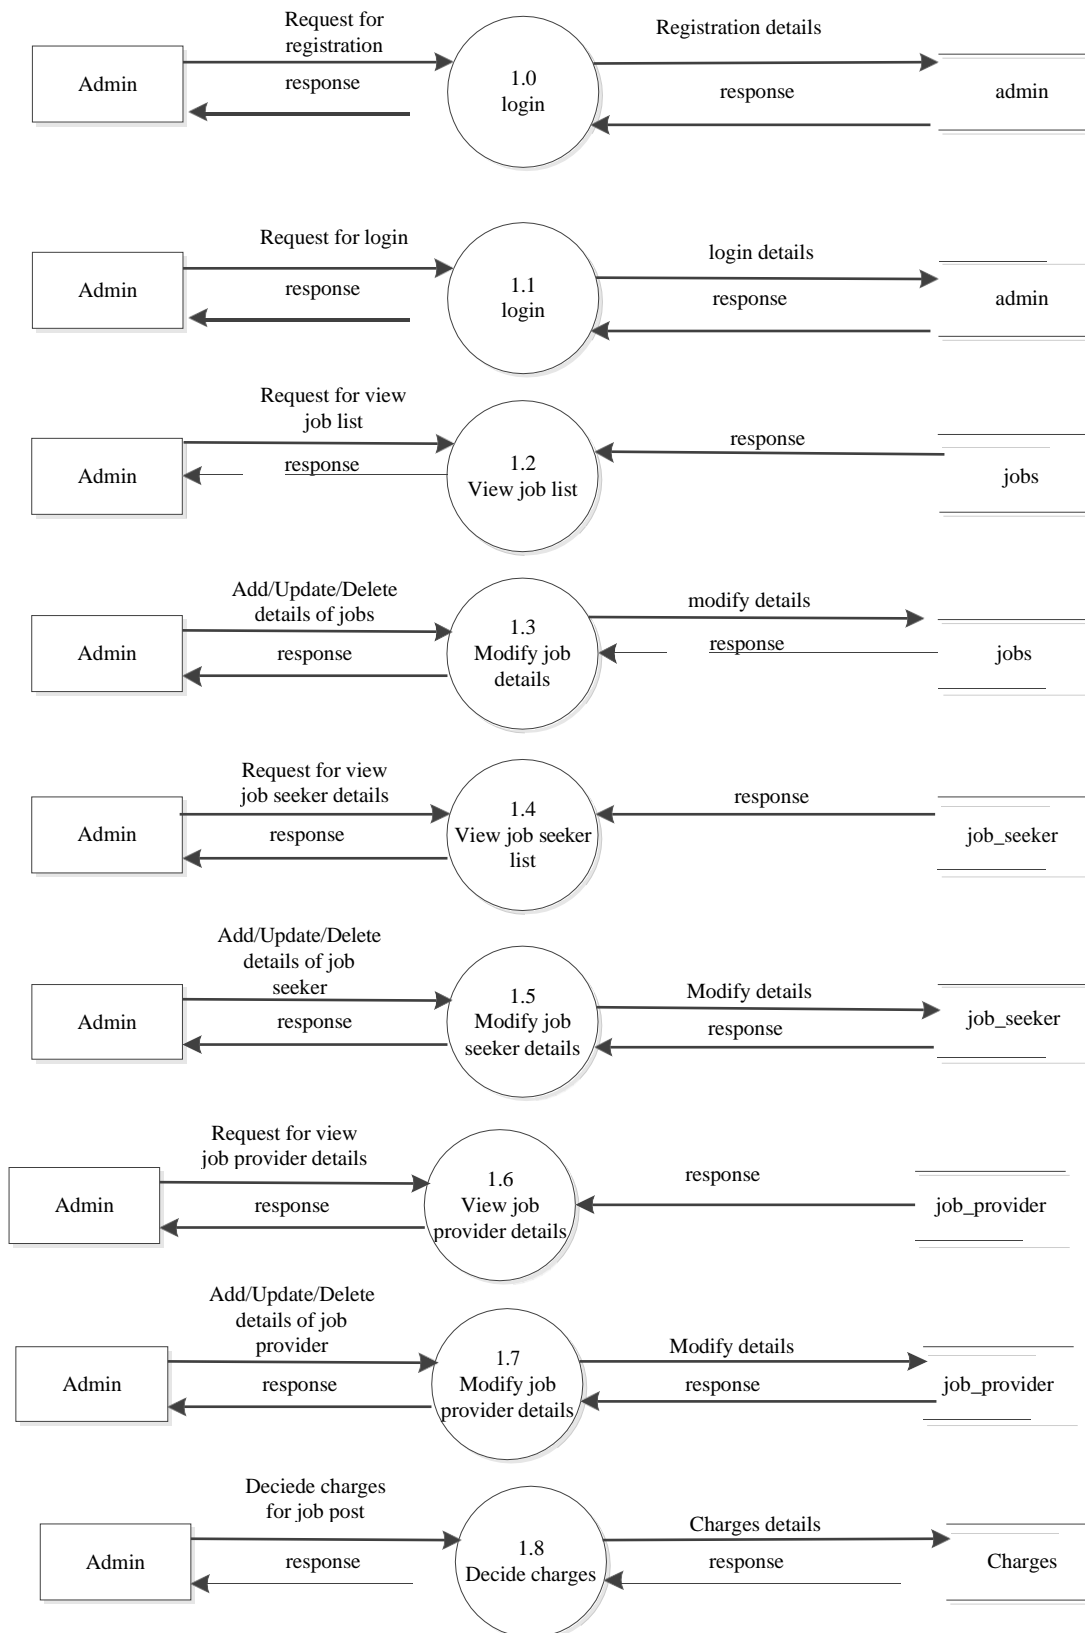 Request for
registration
Registration details
Admin
response
1.0
login
response
admin
Request for login
login details
Admin
response
1.1
login
response
admin
Request for view
job list
response
Admin
response
1.2
View job list
jobs
Add/Update/Delete
details of jobs
modify details
Admin
response
1.3
Modify job
details
response
jobs
Request for view
job seeker details
response
Admin
response
1.4
View job seeker
list
job_seeker
Add/Update/Delete
details of job
seeker
Modify details
Admin
response
1.5
Modify job
seeker details
response
job_seeker
Request for view
job provider details
response
Admin
response
1.6
View job
provider details
job_provider
Add/Update/Delete
details of job
provider
Modify details
Admin
response
1.7
Modify job
provider details
response
job_provider
Deciede charges
for job post
Charges details
Admin
response
1.8
Decide charges
response
Charges